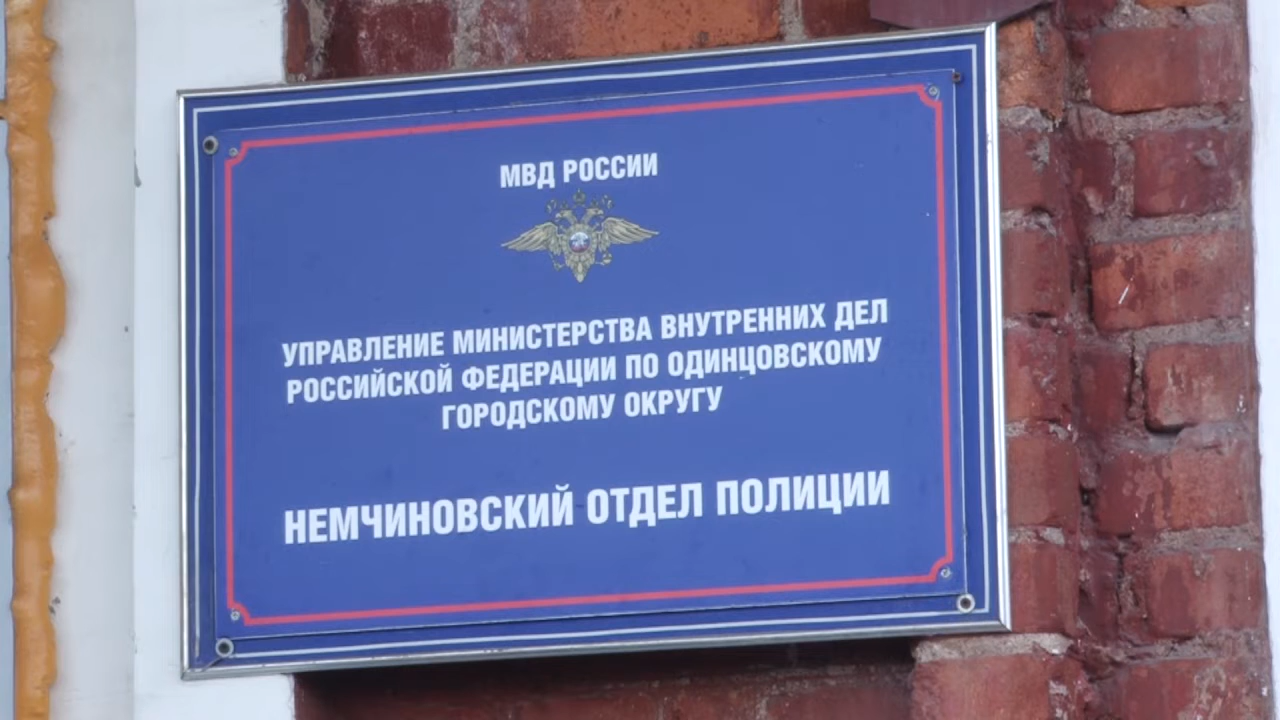 МВД РОССИИ
УПРАВЛЕНИЕ МИНИСТЕРСТВА ВНУТРЕННИХ ДЕЛ
РОССИЙСКОЙ ФЕДЕРАЦИИ ПО ОДИНЦОВСКОМУ
ГОРОДСКОМУ ОКРУГУ
НЕМЧИНОВСКИЙ ОТДЕЛ ПОЛИЦИИ